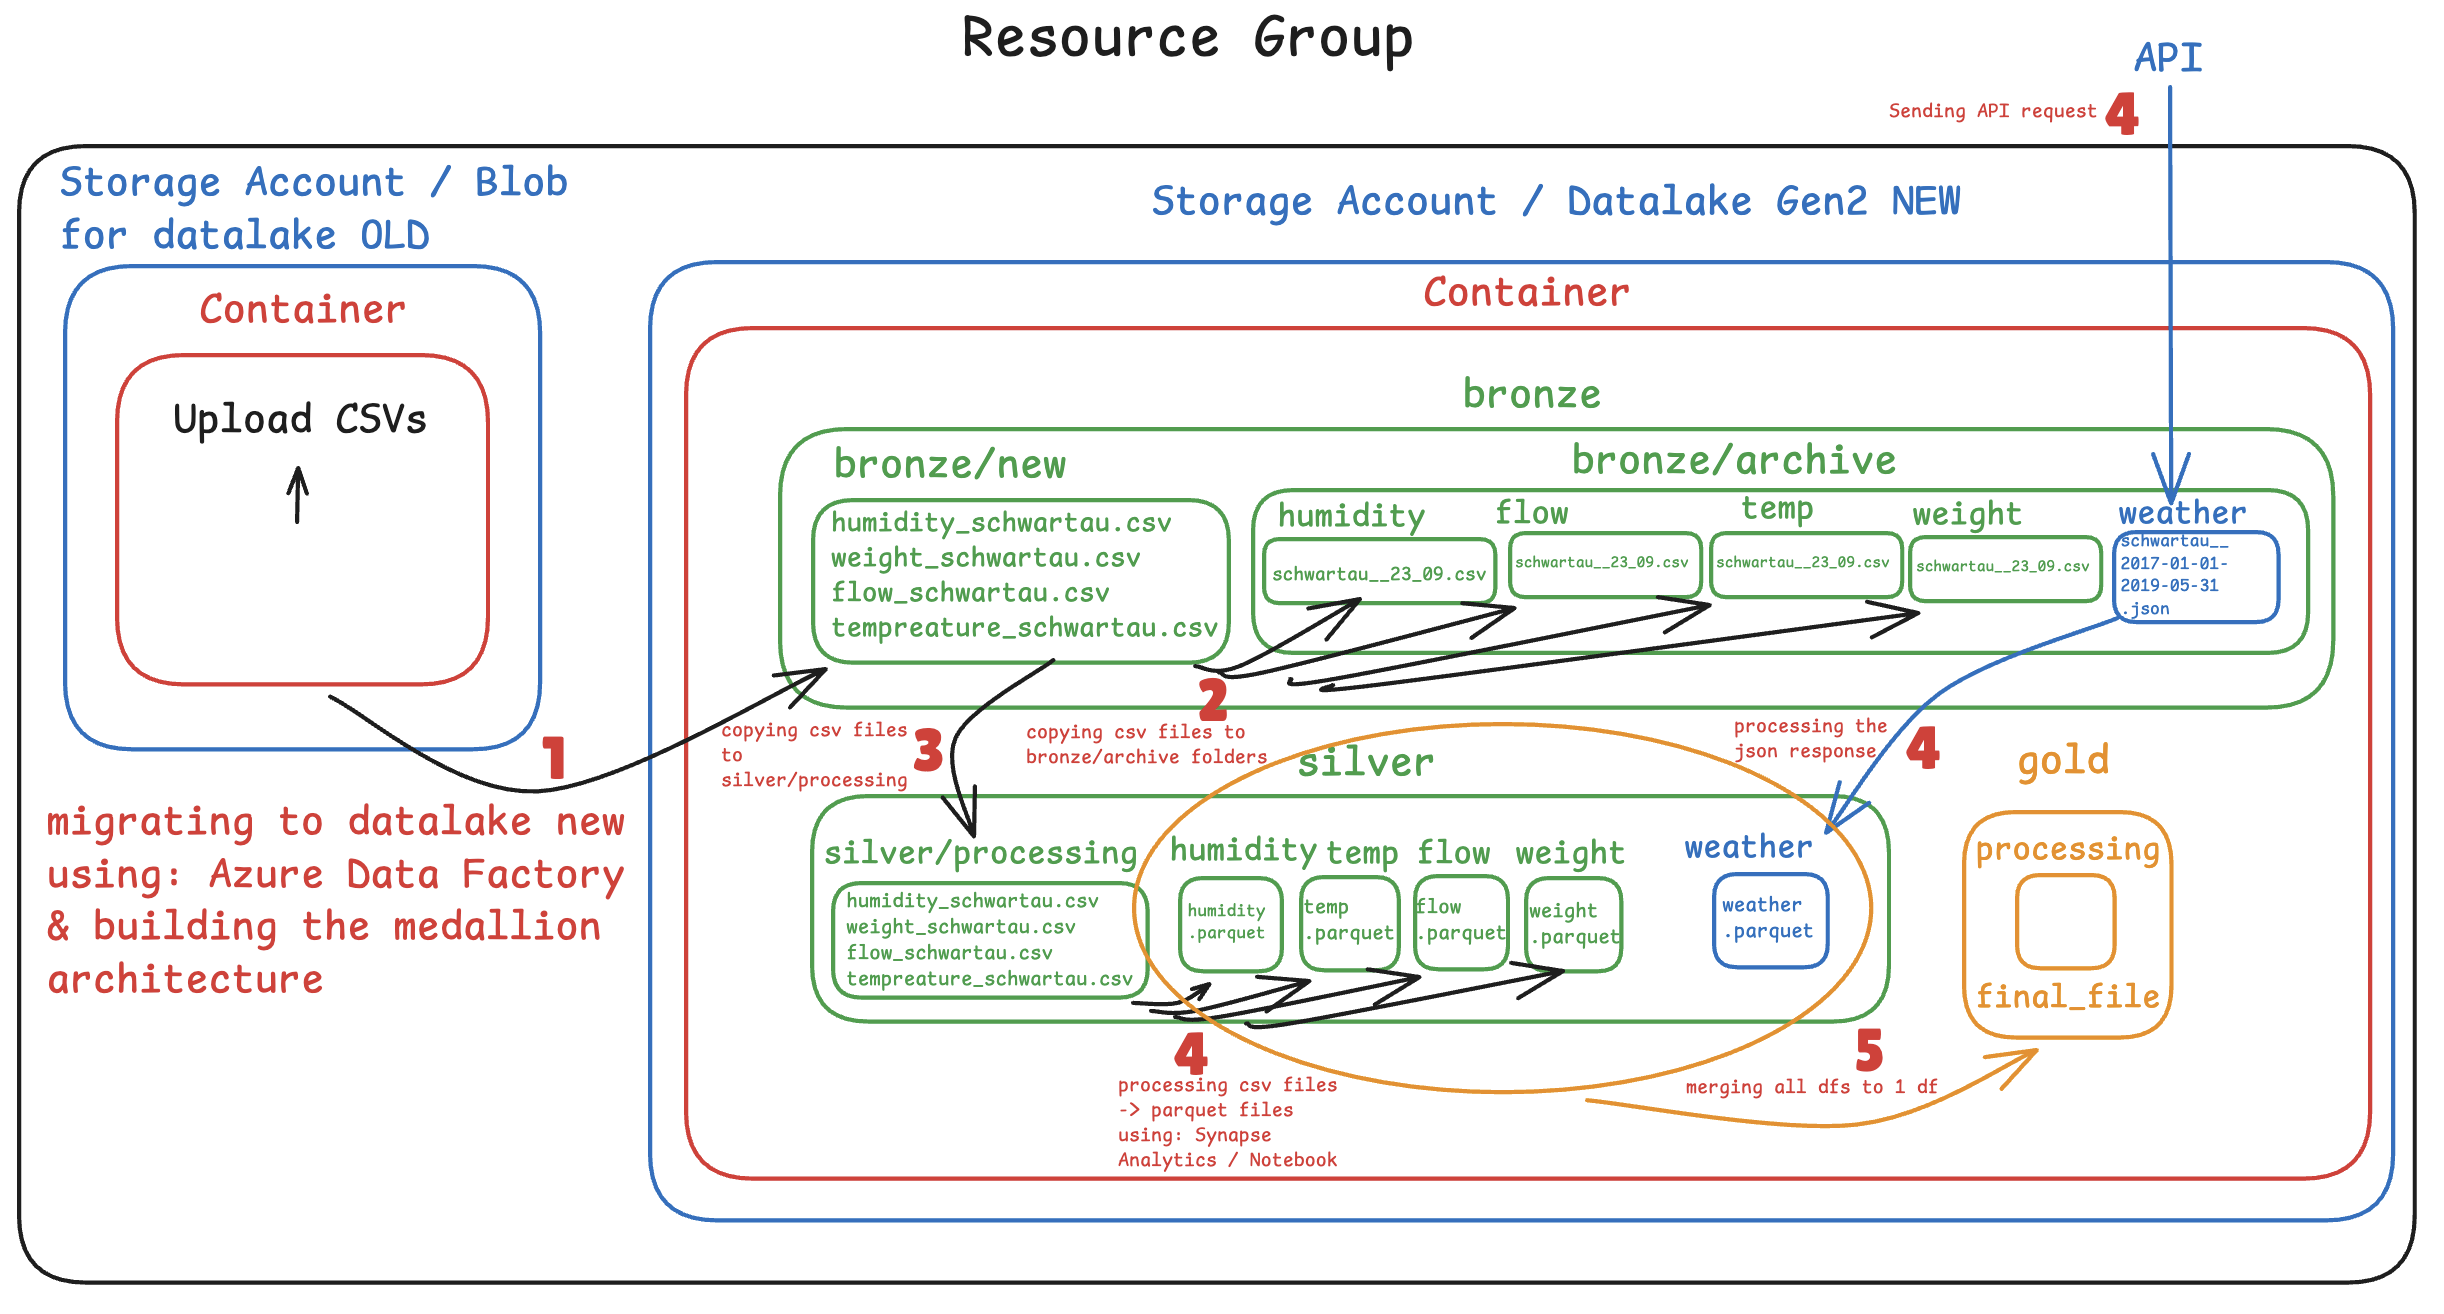 Resource Group
API
Sending API request
4
Storage Account / Blob
for datalake OLD
Container
Upload CSVs
1
migrating to datalake new
using: Azure Data Factory
& building the medallion
architecture
Storage Account / Datalake Gen2 NEW
Container
bronze
bronze/new
humidity_schwartau.csv
weight_schwartau.csv
flow_schwartau.csv
tempreature_schwartau.csv
bronze/archive
humidity
schwartau__23_09.csv
flow
schwartau__23_09.csv
temp
schwartau__23_09.csv
weight
schwartau__23_09.csv
weather
schwartau__
2017-01-01-
2019-05-31
.json
2
copying csv files to
bronze/archive folders
3
copying csv files
to
silver/processing
processing the
json response
4
silver
silver/processing
humidity_schwartau.csv
weight_schwartau.csv
flow_schwartau.csv
tempreature_schwartau.csv
humidity
humidity
.parquet
temp
temp
.parquet
flow
flow
.parquet
weight
weight
.parquet
weather
weather
.parquet
4
processing csv files
-> parquet files
using: Synapse
Analytics / Notebook
5
merging all dfs to 1 df
gold
processing
final_file